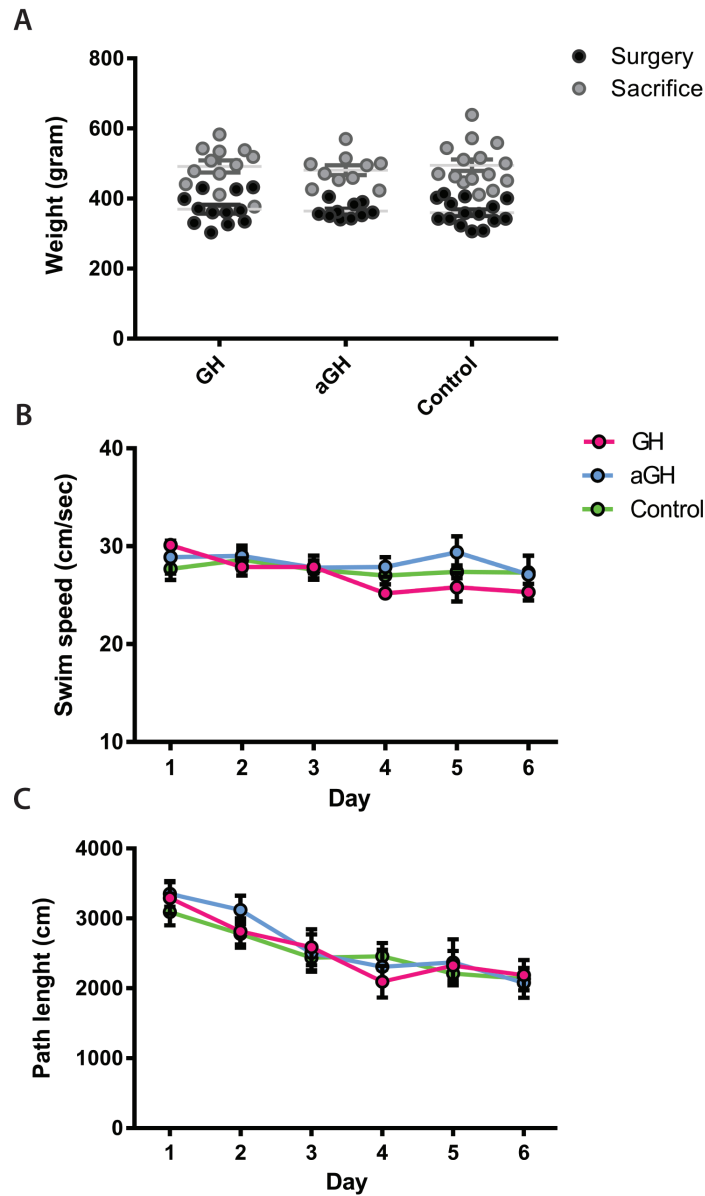 A
Weight (gram)
800
600
400
200
0
GH
aGH
Control
Surgery
Sacrifice
B
Swim speed (cm/sec)
40
30
20
10
1 2 3 4 5 6
Day
GH
aGH
Control
C
Path lenght (cm)
4000
3000
2000
1000
0
1 2 3 4 5 6
Day